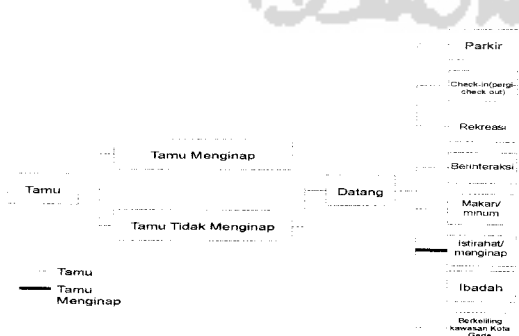 Parkir
Check-in(pergi-
check out)
Rekreasi
Tamu Menginap
Berinteraksi
Tamu
Datang
Makan/
minum
Tamu Tidak Menginap
Istirahat/
menginap
Tamu
Tamu
Menginap
Ibadah
Berkeliling
kawasan Kota
Gede